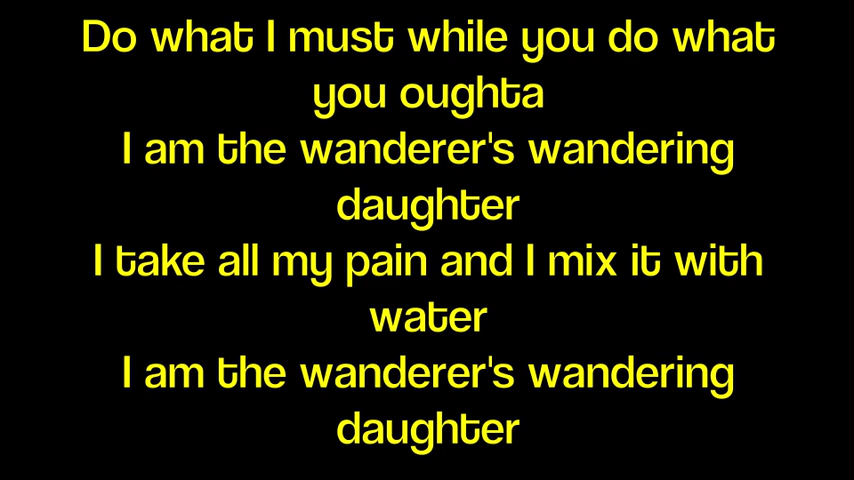 Do what I must while you do what
you oughta
I am the wanderer's wandering
daughter
I take all my pain and I mix it with
water
I am the wanderer's wandering
daughter